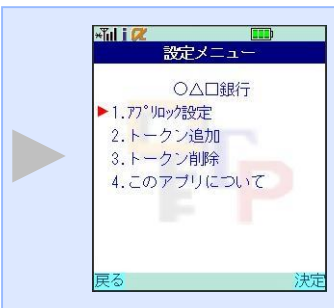 設定メニュー
○△□銀行
1.ｱﾌﾟﾘﾛｯｸ設定
2.トークン追加
3.トークン削除
4.このアプリについて
戻る 決定